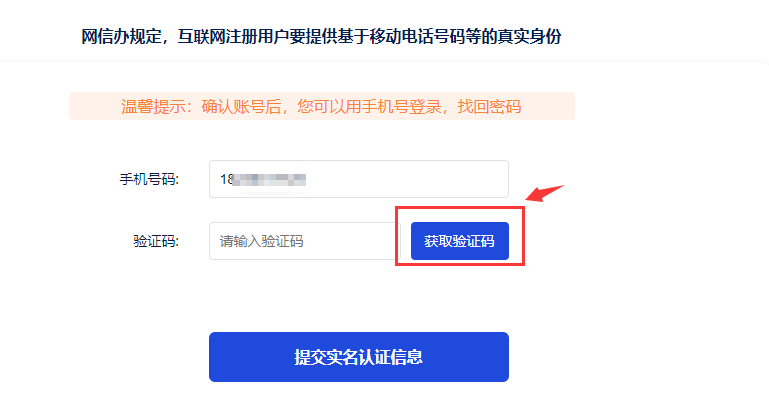 网信办规定，互联网注册用户要提供基于移动电话号码等的真实身份
温馨提示：确认账号后，您可以用手机号登录，找回密码
手机号码: 18
验证码: 请输入验证码 获取验证码
提交实名认证信息